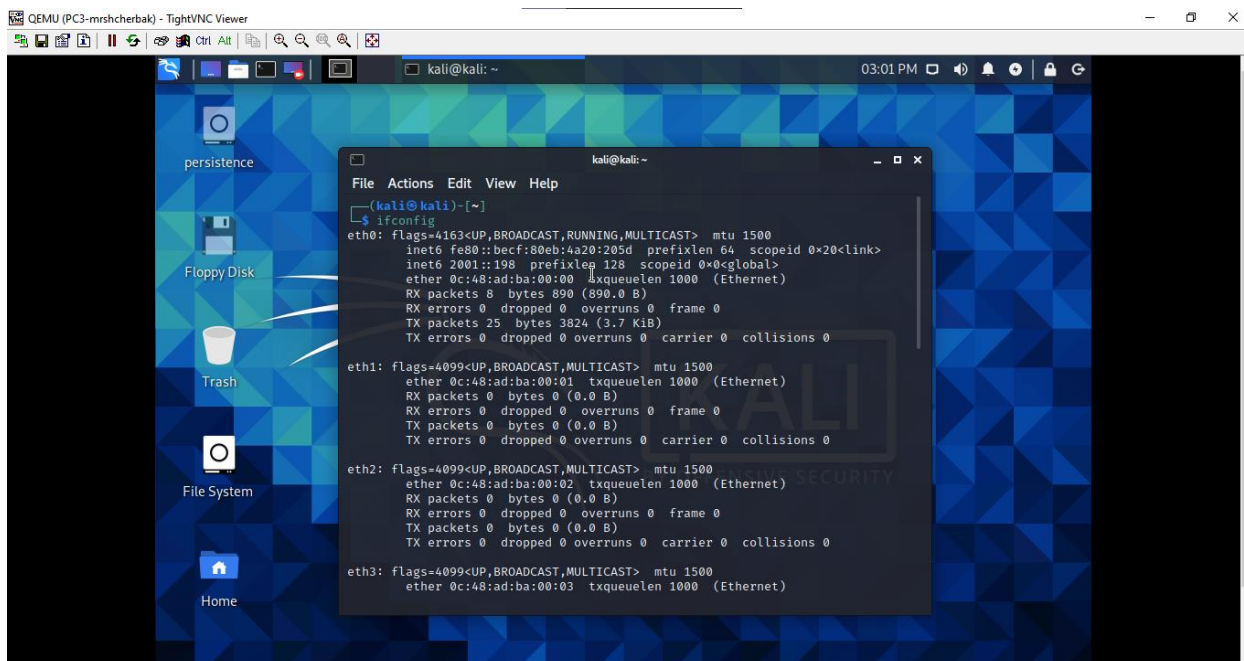 QEMU (PC3-mrshcherbak) - TightVNC Viewer
Ctrl Alt
kali@kali: ~
03:01 PM
persistence
Floppy Disk
Trash
File System
Home
kali@kali: ~
File Actions Edit View Help
┌──(kali㉿kali)-[~]
└─$ ifconfig
eth0: flags=4163<UP,BROADCAST,RUNNING,MULTICAST>  mtu 1500
inet6 fe80::becf:80eb:4a20:205d  prefixlen 64  scopeid 0×20<link>
inet6 2001::198  prefixlen 128  scopeid 0×0<global>
ether 0c:48:ad:ba:00:00  txqueuelen 1000  (Ethernet)
RX packets 8  bytes 890 (890.0 B)
RX errors 0  dropped 0  overruns 0  frame 0
TX packets 25  bytes 3824 (3.7 KiB)
TX errors 0  dropped 0 overruns 0  carrier 0  collisions 0
eth1: flags=4099<UP,BROADCAST,MULTICAST>  mtu 1500
ether 0c:48:ad:ba:00:01  txqueuelen 1000  (Ethernet)
RX packets 0  bytes 0 (0.0 B)
RX errors 0  dropped 0  overruns 0  frame 0
TX packets 0  bytes 0 (0.0 B)
TX errors 0  dropped 0 overruns 0  carrier 0  collisions 0
eth2: flags=4099<UP,BROADCAST,MULTICAST>  mtu 1500
ether 0c:48:ad:ba:00:02  txqueuelen 1000  (Ethernet)
RX packets 0  bytes 0 (0.0 B)
RX errors 0  dropped 0  overruns 0  frame 0
TX packets 0  bytes 0 (0.0 B)
TX errors 0  dropped 0 overruns 0  carrier 0  collisions 0
eth3: flags=4099<UP,BROADCAST,MULTICAST>  mtu 1500
ether 0c:48:ad:ba:00:03  txqueuelen 1000  (Ethernet)
KALI
SECURITY